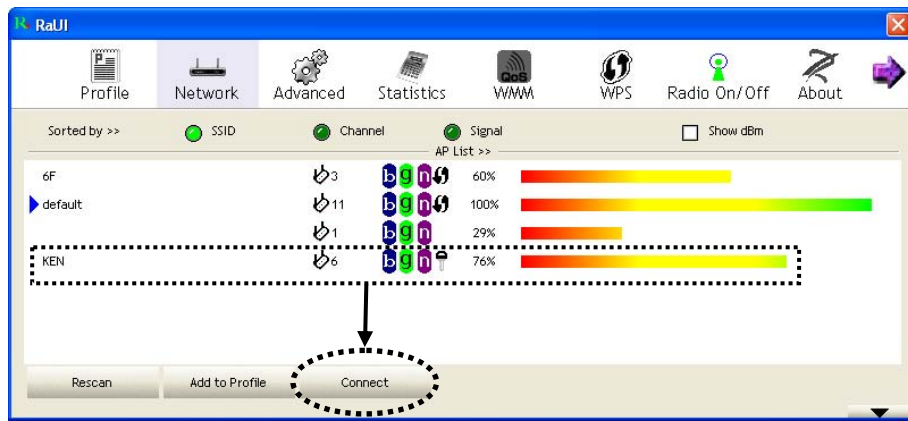 RaUI
Profile Network Advanced Statistics QoS WMM WPS Radio On/Off About
Sorted by >> SSID Channel Signal Show dBm
AP List >>
6F 3 b g n 60%
default 11 b g n 100%
1 b g n 29%
KEN 6 b g n 76%
Rescan Add to Profile Connect